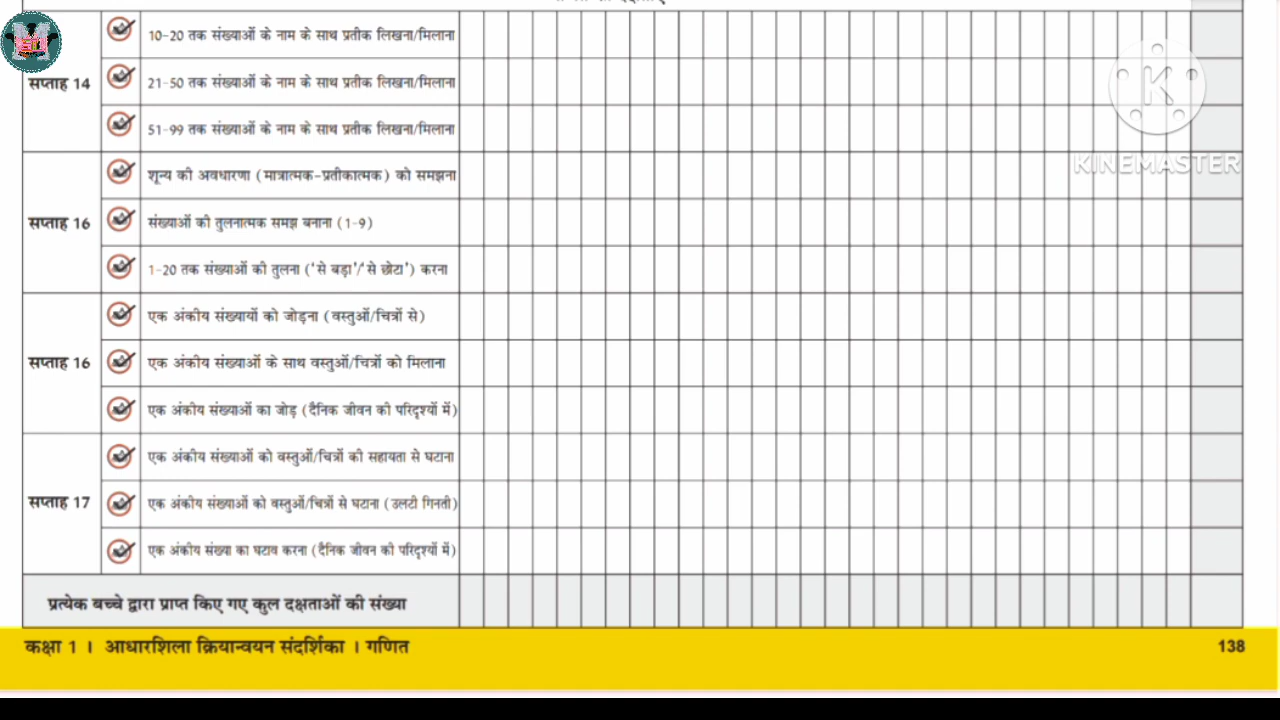 10-20 तक संख्याओं के नाम के साथ प्रतीक लिखना/मिलाना
सप्ताह 14
21-50 तक संख्याओं के नाम के साथ प्रतीक लिखना/मिलाना
51-99 तक संख्याओं के नाम के साथ प्रतीक लिखना/मिलाना
K
KINEMASTER
शून्य की अवधारणा (मात्रात्मक-प्रतीकात्मक) को समझना
सप्ताह 16
संख्याओं की तुलनात्मक समझ बनाना (1-9)
1-20 तक संख्याओं की तुलना ('से बड़ा'/'से छोटा') करना
एक अंकीय संख्यायों को जोड़ना (वस्तुओं/चित्रों से)
सप्ताह 16
एक अंकीय संख्याओं के साथ वस्तुओं/चित्रों को मिलाना
एक अंकीय संख्याओं का जोड़ (दैनिक जीवन की परिदृश्यों में)
एक अंकीय संख्याओं को वस्तुओं/चित्रों की सहायता से घटाना
सप्ताह 17
एक अंकीय संख्याओं को वस्तुओं/चित्रों से घटाना (उलटी गिनती)
एक अंकीय संख्या का घटाव करना (दैनिक जीवन की परिदृश्यों में)
प्रत्येक बच्चे द्वारा प्राप्त किए गए कुल दक्षताओं की संख्या
कक्षा 1 । आधारशिला क्रियान्वयन संदर्शिका । गणित
138